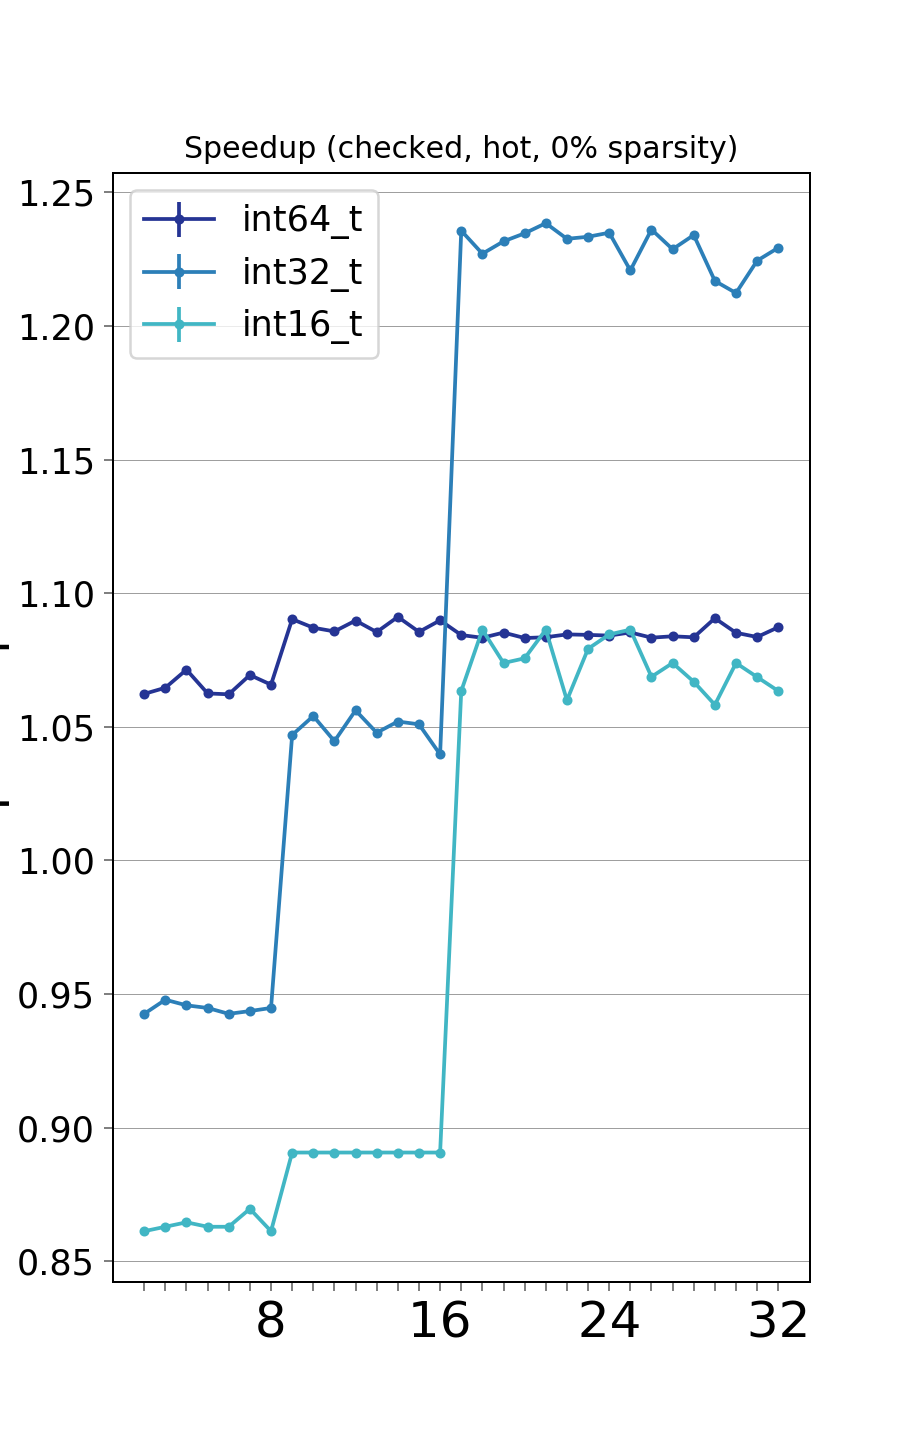 Speedup (checked, hot, 0% sparsity)
1.25
1.20
1.15
1.10
1.05
1.00
0.95
0.90
0.85
int64_t
int32_t
int16_t
8 16 24 32